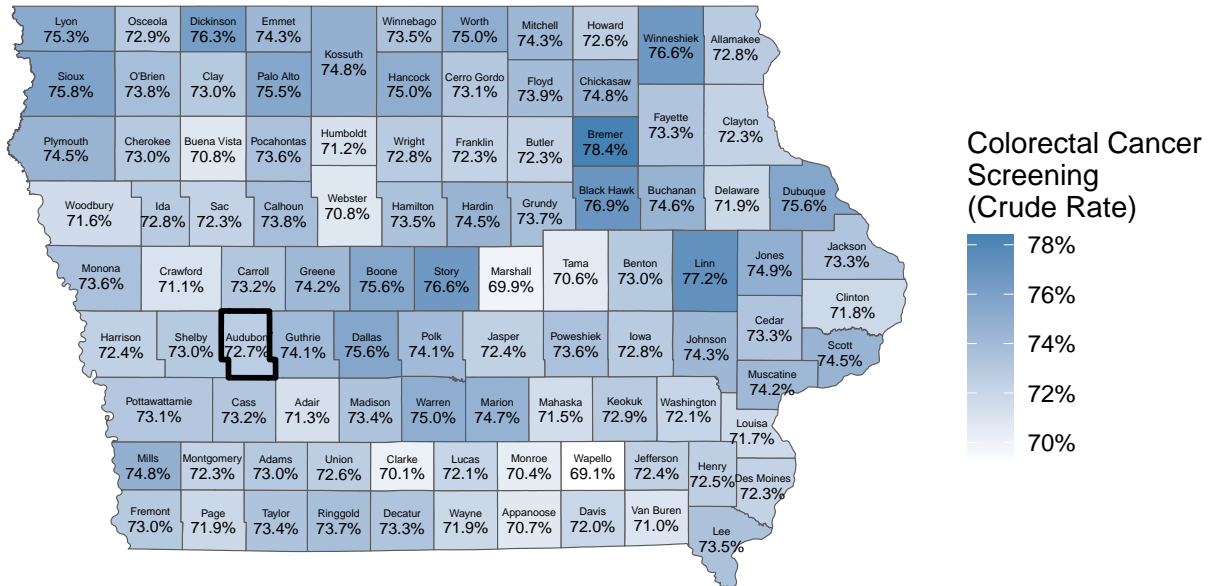 Lyon
75.3%
Osceola
72.9%
Dickinson
76.3%
Emmet
74.3%
Winnebago
73.5%
Worth
75.0%
Mitchell
74.3%
Howard
72.6%
Winneshiek
76.6%
Allamakee
72.8%
Kossuth
74.8%
Sioux
75.8%
O'Brien
73.8%
Clay
73.0%
Palo Alto
75.5%
Hancock
75.0%
Cerro Gordo
73.1%
Floyd
73.9%
Chickasaw
74.8%
Fayette
73.3%
Clayton
72.3%
Plymouth
74.5%
Cherokee
73.0%
Buena Vista
70.8%
Pocahontas
73.6%
Humboldt
71.2%
Wright
72.8%
Franklin
72.3%
Butler
72.3%
Bremer
78.4%
Woodbury
71.6%
Ida
72.8%
Sac
72.3%
Calhoun
73.8%
Webster
70.8%
Hamilton
73.5%
Hardin
74.5%
Grundy
73.7%
Black Hawk
76.9%
Buchanan
74.6%
Delaware
71.9%
Dubuque
75.6%
Monona
73.6%
Crawford
71.1%
Carroll
73.2%
Greene
74.2%
Boone
75.6%
Story
76.6%
Marshall
69.9%
Tama
70.6%
Benton
73.0%
Linn
77.2%
Jones
74.9%
Jackson
73.3%
Clinton
71.8%
Harrison
72.4%
Shelby
73.0%
Audubon
72.7%
Guthrie
74.1%
Dallas
75.6%
Polk
74.1%
Jasper
72.4%
Poweshiek
73.6%
Iowa
72.8%
Johnson
74.3%
Cedar
73.3%
Scott
74.5%
Muscatine
74.2%
Pottawattamie
73.1%
Cass
73.2%
Adair
71.3%
Madison
73.4%
Warren
75.0%
Marion
74.7%
Mahaska
71.5%
Keokuk
72.9%
Washington
72.1%
Louisa
71.7%
Mills
74.8%
Montgomery
72.3%
Adams
73.0%
Union
72.6%
Clarke
70.1%
Lucas
72.1%
Monroe
70.4%
Wapello
69.1%
Jefferson
72.4%
Henry
72.5%
Des Moines
72.3%
Fremont
73.0%
Page
71.9%
Taylor
73.4%
Ringgold
73.7%
Decatur
73.3%
Wayne
71.9%
Appanoose
70.7%
Davis
72.0%
Van Buren
71.0%
Lee
73.5%
Colorectal Cancer
Screening
(Crude Rate)
78%
76%
74%
72%
70%